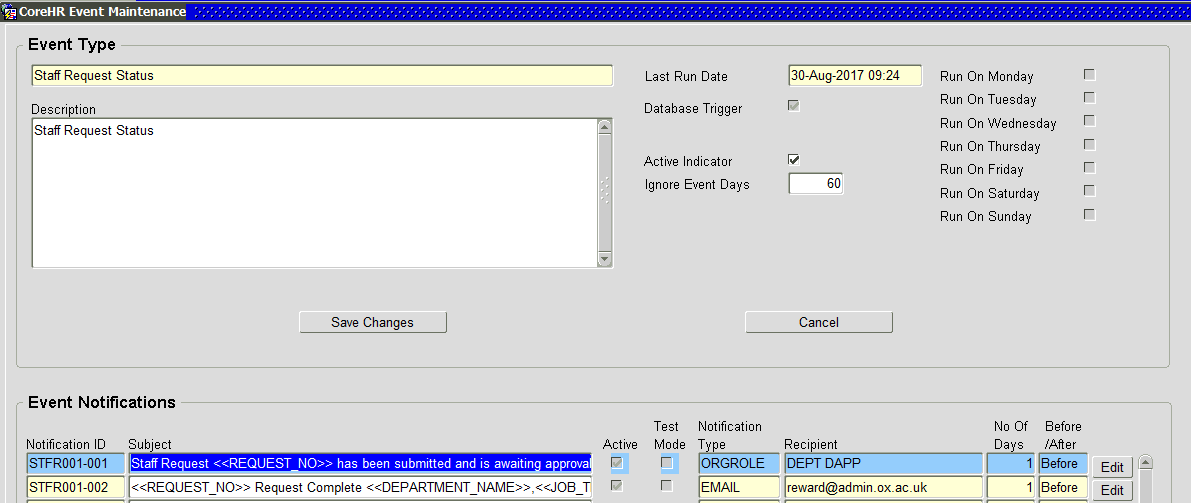 CoreHR Event Maintenance
Event Type
Staff Request Status
Description
Staff Request Status
Last Run Date 30-Aug-2017 09:24
Database Trigger
Active Indicator
Ignore Event Days 60
Run On Monday
Run On Tuesday
Run On Wednesday
Run On Thursday
Run On Friday
Run On Saturday
Run On Sunday
Save Changes Cancel
Event Notifications
Notification ID Subject Active Test Mode Notification Type Recipient No Of Days Before /After
STFR001-001 Staff Request <<REQUEST_NO>> has been submitted and is awaiting approval ORGROLE DEPT DAPP 1 Before Edit
STFR001-002 <<REQUEST_NO>> Request Complete <<DEPARTMENT_NAME>>,<<JOB_T EMAIL reward@admin.ox.ac.uk 1 Before Edit